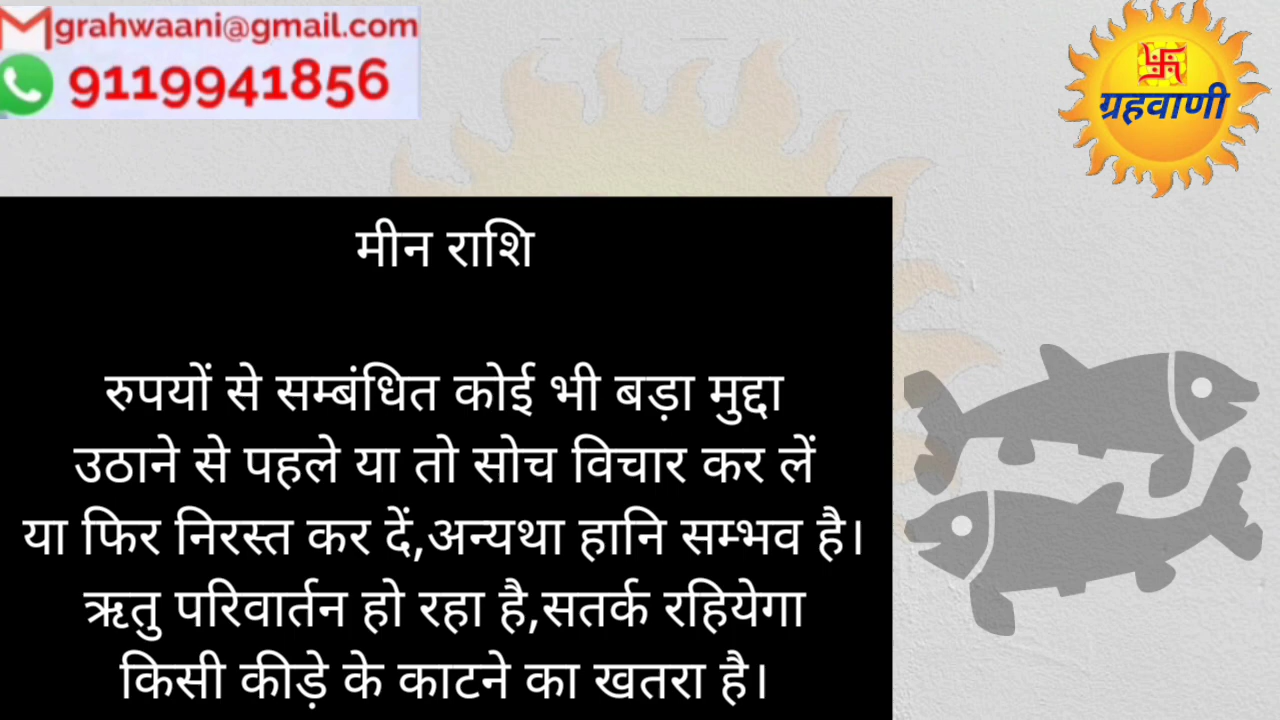 grahwaani@gmail.com
9119941856
ग्रहवाणी
मीन राशि
रुपयों से सम्बंधित कोई भी बड़ा मुद्दा
उठाने से पहले या तो सोच विचार कर लें
या फिर निरस्त कर दें,अन्यथा हानि सम्भव है।
ऋतु परिवार्तन हो रहा है,सतर्क रहियेगा
किसी कीड़े के काटने का खतरा है।